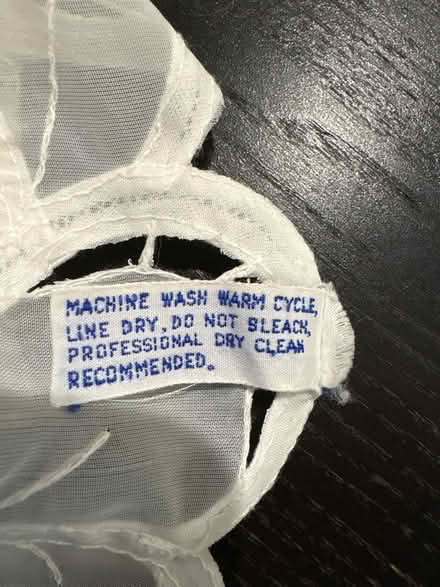 MACHINE WASH WARM CYCLE,
LINE DRY, DO NOT BLEACH,
PROFESSIONAL DRY CLEAN
RECOMMENDED.